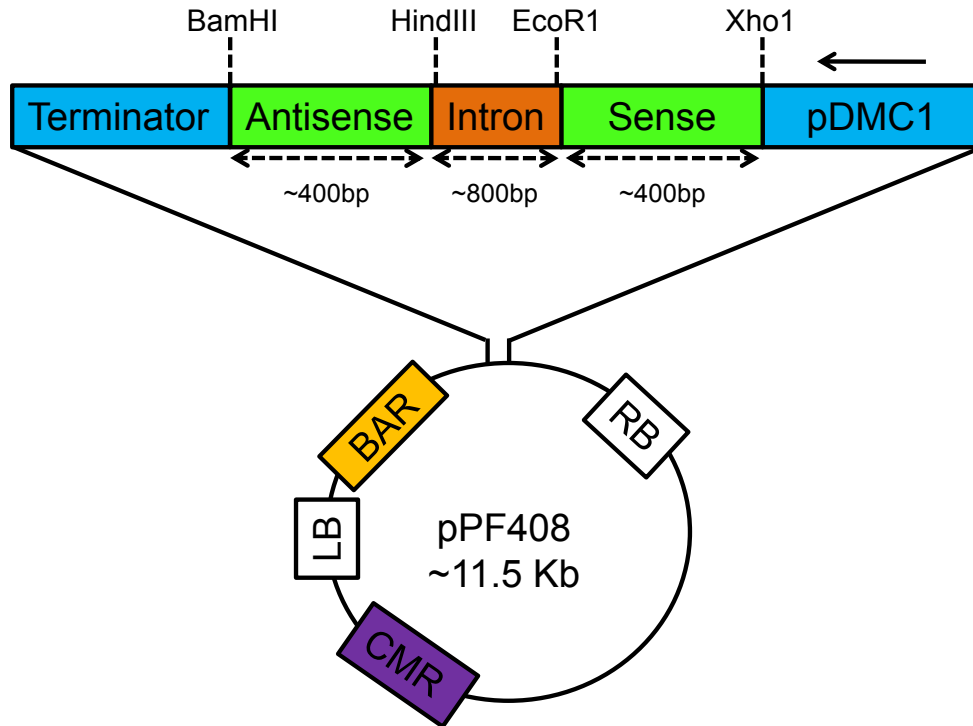 BamHI HindIII EcoR1 Xho1
Terminator Antisense Intron Sense pDMC1
~400bp ~800bp ~400bp
BAR
RB
LB
pPF408
~11.5 Kb
CMR